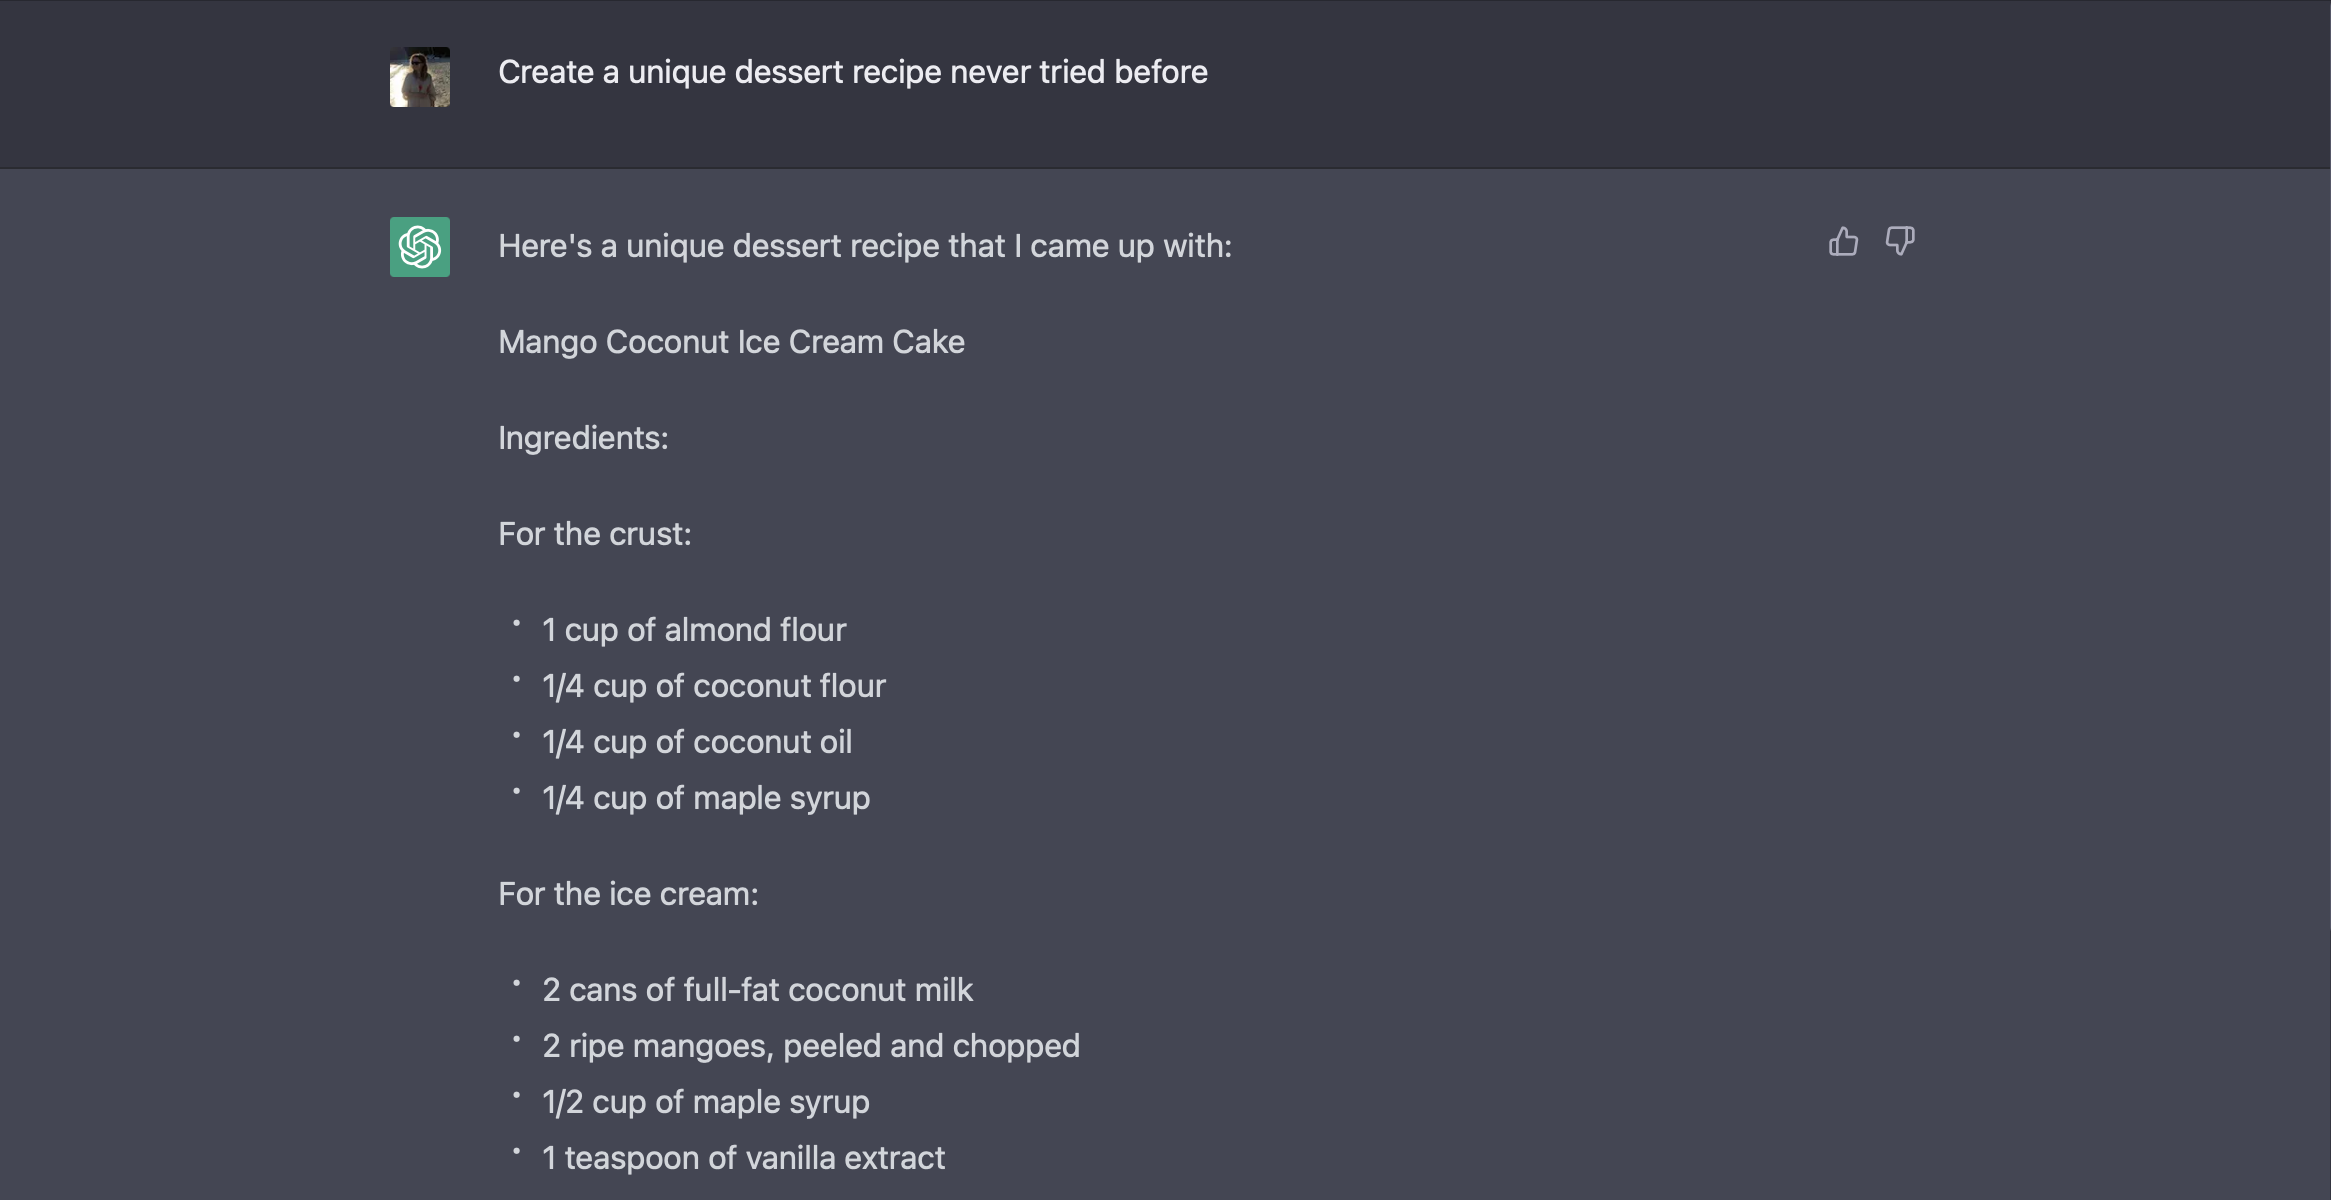 Create a unique dessert recipe never tried before
Here's a unique dessert recipe that I came up with:
Mango Coconut Ice Cream Cake
Ingredients:
For the crust:
• 1 cup of almond flour
• 1/4 cup of coconut flour
• 1/4 cup of coconut oil
• 1/4 cup of maple syrup
For the ice cream:
• 2 cans of full-fat coconut milk
• 2 ripe mangoes, peeled and chopped
• 1/2 cup of maple syrup
• 1 teaspoon of vanilla extract